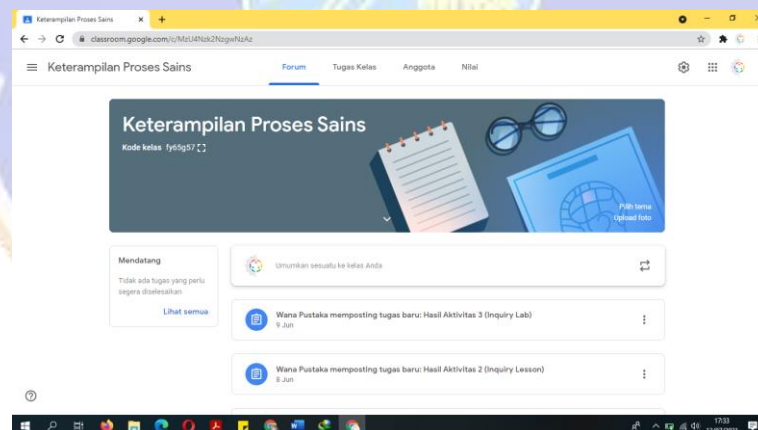 Keterampilan Proses Sains
classroom.google.com/c/MzU4Nzk2NzgwNzAz
Keterampilan Proses Sains
Forum
Tugas Kelas
Anggota
Nilai
Keterampilan Proses Sains
Kode kelas fy65g57
Pilih tema
Upload foto
Mendatang
Tidak ada tugas yang perlu
segera diselesaikan
Lihat semua
Umumkan sesuatu ke kelas Anda
Wana Pustaka memposting tugas baru: Hasil Aktivitas 3 (Inquiry Lab)
9 Jun
Wana Pustaka memposting tugas baru: Hasil Aktivitas 2 (Inquiry Lesson)
8 Jun
17:33